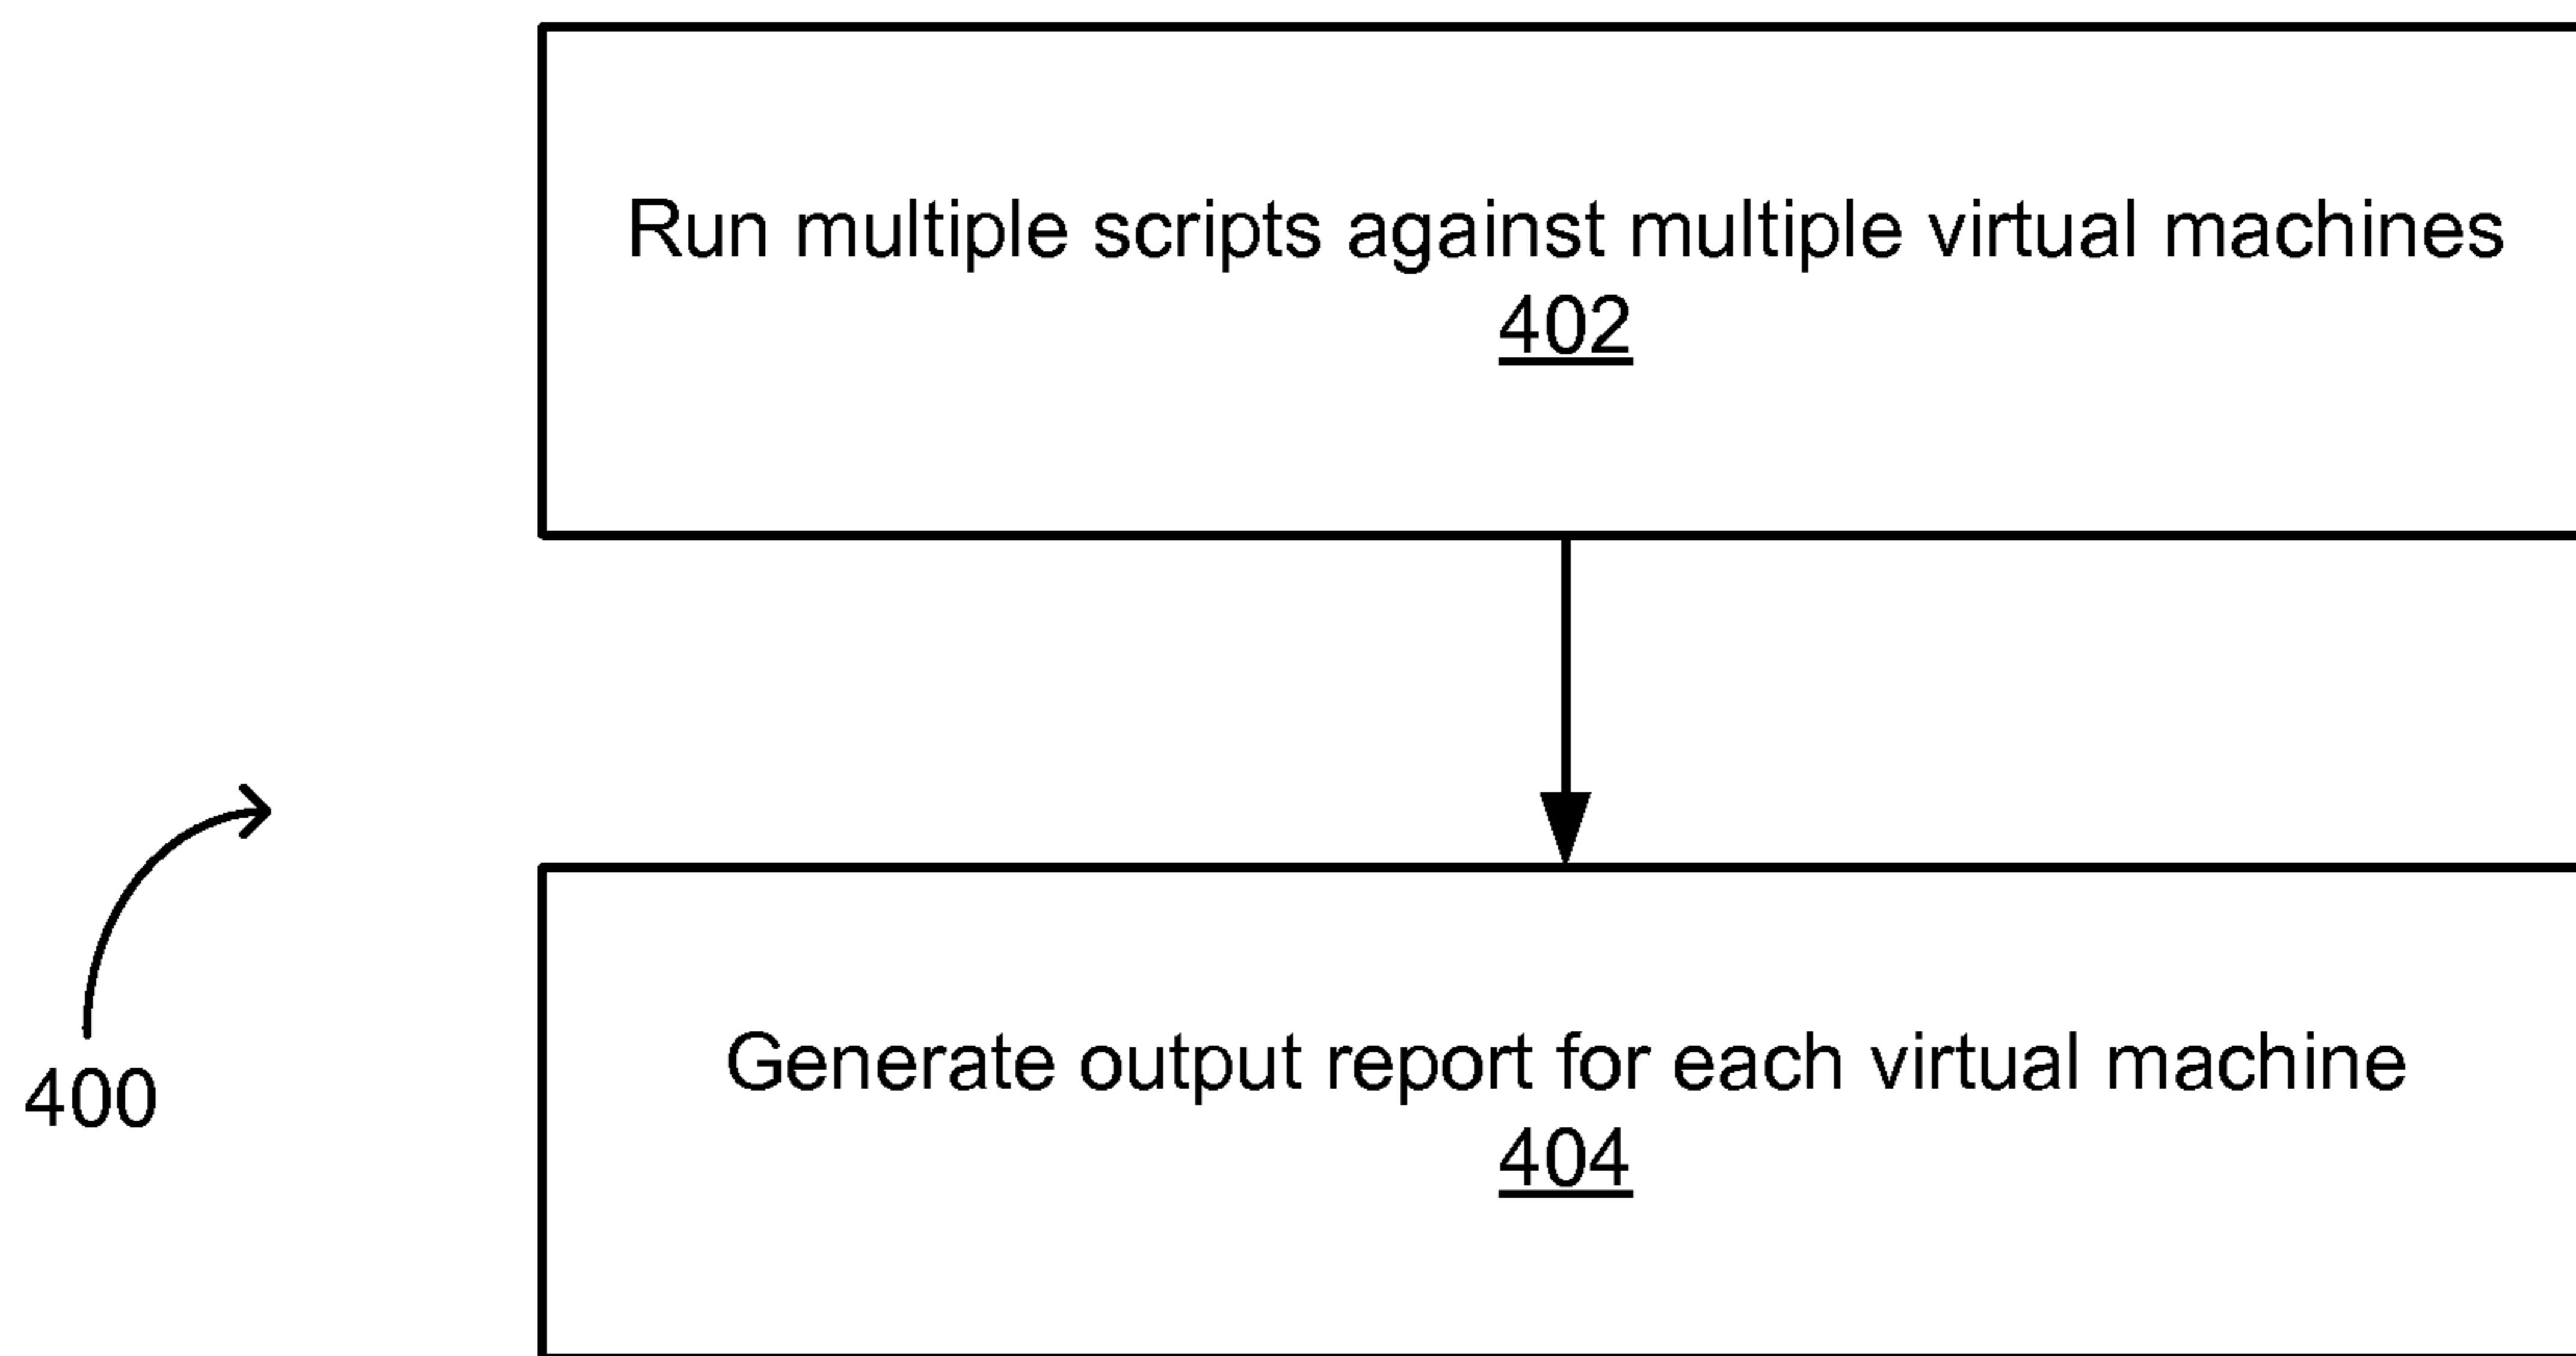 Run multiple scripts against multiple virtual machines
402
400
Generate output report for each virtual machine
404